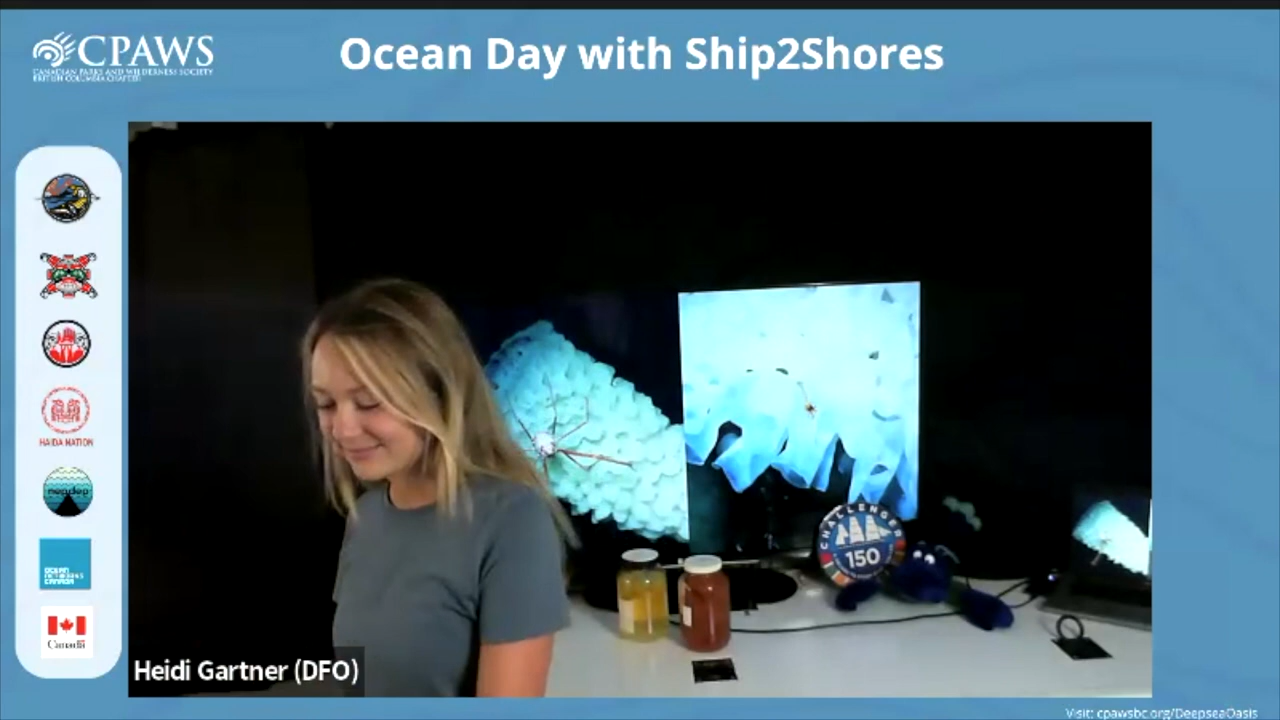 CPAWS
CANADIAN PARKS AND WILDERNESS SOCIETY
BRITISH COLUMBIA CHAPTER
Ocean Day with Ship2Shores
HAIDA NATION
nepdep
OCEAN
NETWORKS
CANADA
Canada
CHALLENGER
150
Heidi Gartner (DFO)
Visit: cpawsbc.org/DeepseaOasis